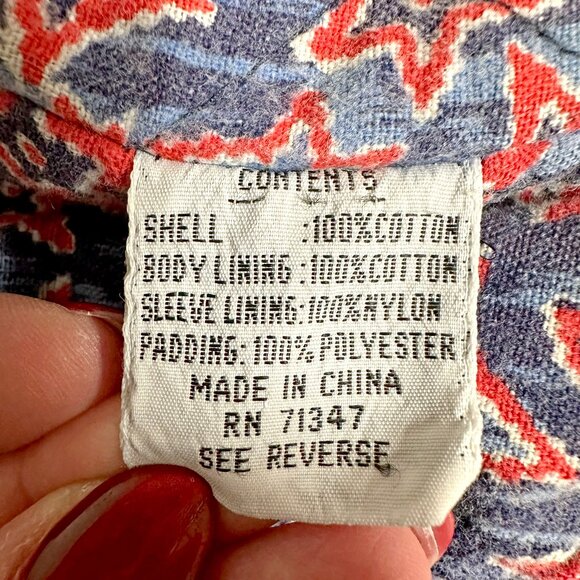 CONTENTS
SHELL :100%COTTON
BODY LINING :100%COTTON
SLEEVE LINING:100%NYLON
PADDING: 100% POLYESTER
MADE IN CHINA
RN 71347
SEE REVERSE